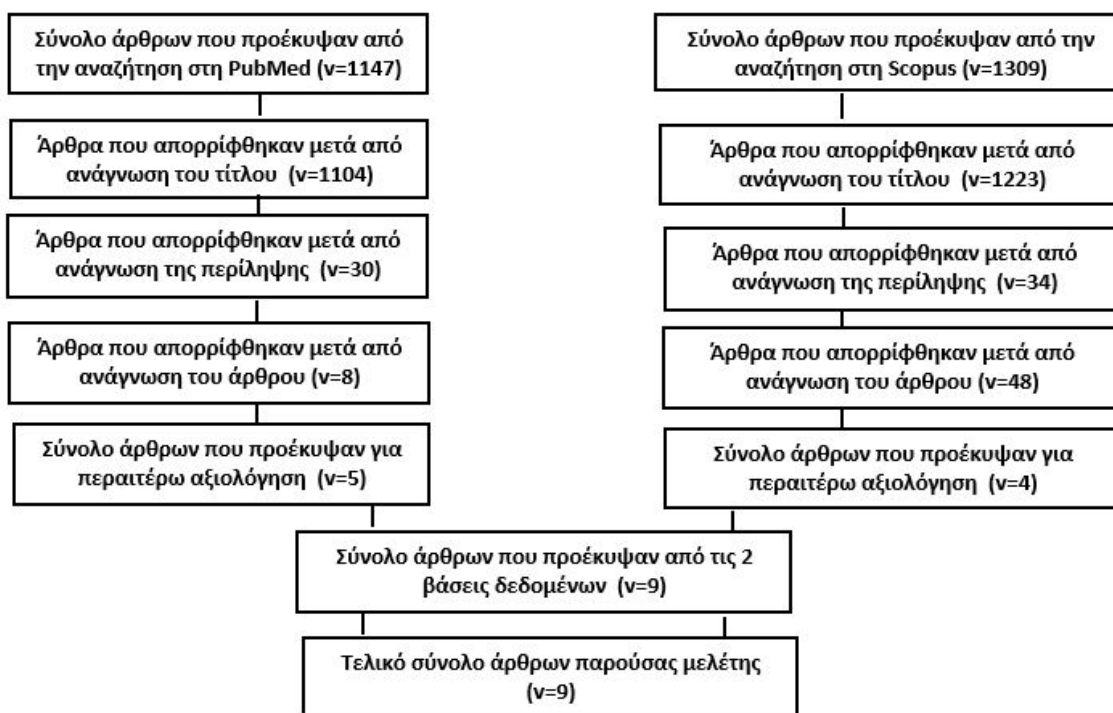 Σύνολο άρθρων που προέκυψαν από
την αναζήτηση στη PubMed (ν=1147)
Άρθρα που απορρίφθηκαν μετά από
ανάγνωση του τίτλου (ν=1104)
Άρθρα που απορρίφθηκαν μετά από
ανάγνωση της περίληψης (ν=30)
Άρθρα που απορρίφθηκαν μετά από
ανάγνωση του άρθρου (ν=8)
Σύνολο άρθρων που προέκυψαν για
περαιτέρω αξιολόγηση (ν=5)
Σύνολο άρθρων που προέκυψαν από την
αναζήτηση στη Scopus (ν=1309)
Άρθρα που απορρίφθηκαν μετά από
ανάγνωση του τίτλου (ν=1223)
Άρθρα που απορρίφθηκαν μετά από
ανάγνωση της περίληψης (ν=34)
Άρθρα που απορρίφθηκαν μετά από
ανάγνωση του άρθρου (ν=48)
Σύνολο άρθρων που προέκυψαν για
περαιτέρω αξιολόγηση (ν=4)
Σύνολο άρθρων που προέκυψαν από τις 2
βάσεις δεδομένων (ν=9)
Τελικό σύνολο άρθρων παρούσας μελέτης
(ν=9)